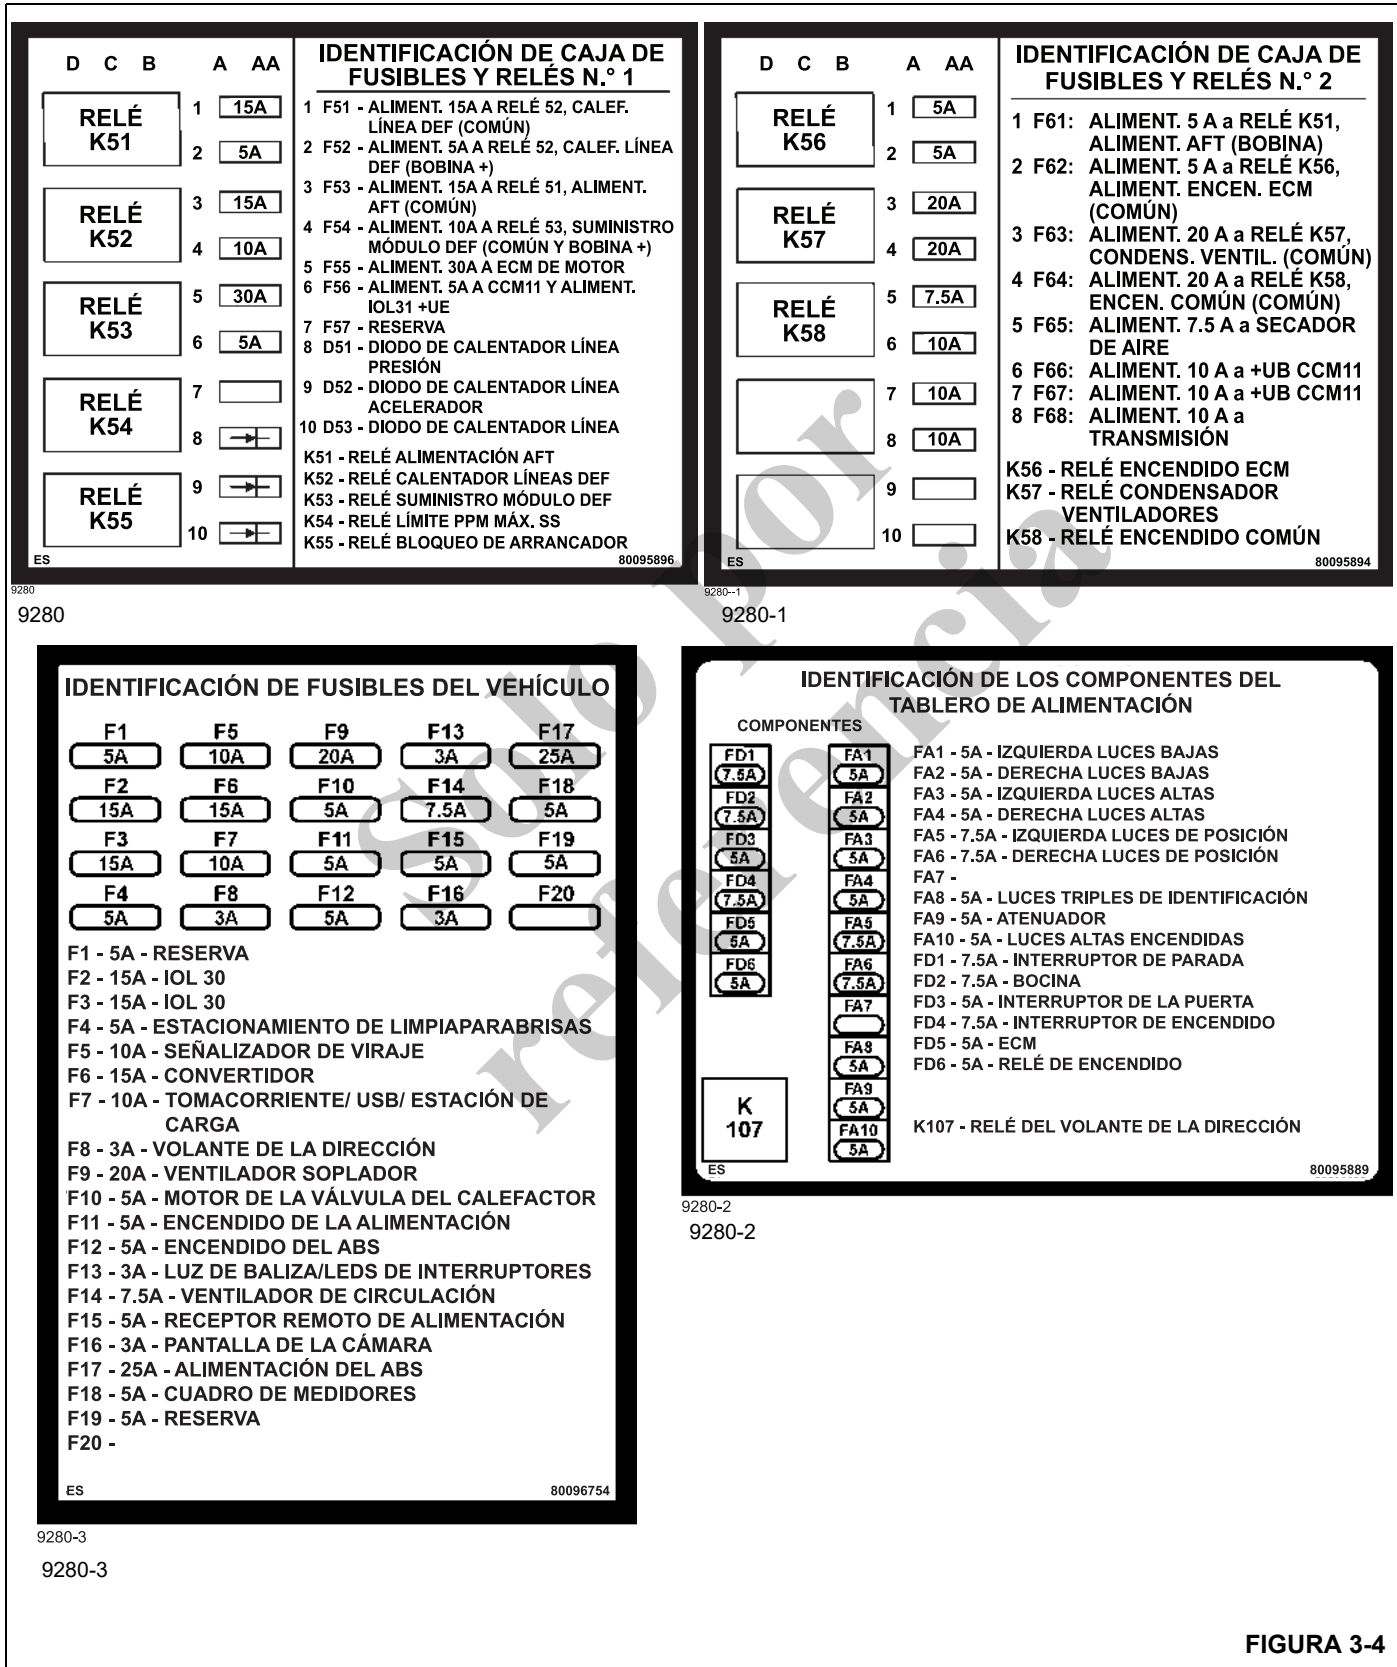 D C B A AA
RELÉ
K51
RELÉ
K52
RELÉ
K53
RELÉ
K54
RELÉ
K55
1 15A
2 5A
3 15A
4 10A
5 30A
6 5A
7
8
9
10
IDENTIFICACIÓN DE CAJA DE
FUSIBLES Y RELÉS N.° 1
1 F51 - ALIMENT. 15A A RELÉ 52, CALEF.
LÍNEA DEF (COMÚN)
2 F52 - ALIMENT. 5A A RELÉ 52, CALEF. LÍNEA
DEF (BOBINA +)
3 F53 - ALIMENT. 15A A RELÉ 51, ALIMENT.
AFT (COMÚN)
4 F54 - ALIMENT. 10A A RELÉ 53, SUMINISTRO
MÓDULO DEF (COMÚN Y BOBINA +)
5 F55 - ALIMENT. 30A A ECM DE MOTOR
6 F56 - ALIMENT. 5A A CCM11 Y ALIMENT.
IOL31 +UE
7 F57 - RESERVA
8 D51 - DIODO DE CALENTADOR LÍNEA
PRESIÓN
9 D52 - DIODO DE CALENTADOR LÍNEA
ACELERADOR
10 D53 - DIODO DE CALENTADOR LÍNEA
K51 - RELÉ ALIMENTACIÓN AFT
K52 - RELÉ CALENTADOR LÍNEAS DEF
K53 - RELÉ SUMINISTRO MÓDULO DEF
K54 - RELÉ LÍMITE PPM MÁX. SS
K55 - RELÉ BLOQUEO DE ARRANCADOR
ES 80095896
9280
9280
D C B A AA
RELÉ
K56
RELÉ
K57
RELÉ
K58
1 5A
2 5A
3 20A
4 20A
5 7.5A
6 10A
7 10A
8 10A
9
10
IDENTIFICACIÓN DE CAJA DE
FUSIBLES Y RELÉS N.° 2
1 F61: ALIMENT. 5 A a RELÉ K51,
ALIMENT. AFT (BOBINA)
2 F62: ALIMENT. 5 A a RELÉ K56,
ALIMENT. ENCEN. ECM
(COMÚN)
3 F63: ALIMENT. 20 A a RELÉ K57,
CONDENS. VENTIL. (COMÚN)
4 F64: ALIMENT. 20 A a RELÉ K58,
ENCEN. COMÚN (COMÚN)
5 F65: ALIMENT. 7.5 A a SECADOR
DE AIRE
6 F66: ALIMENT. 10 A a +UB CCM11
7 F67: ALIMENT. 10 A a +UB CCM11
8 F68: ALIMENT. 10 A a
TRANSMISIÓN
K56 - RELÉ ENCENDIDO ECM
K57 - RELÉ CONDENSADOR
VENTILADORES
K58 - RELÉ ENCENDIDO COMÚN
ES 80095894
9280--1
9280-1
IDENTIFICACIÓN DE FUSIBLES DEL VEHÍCULO
F1 F5 F9 F13 F17
5A 10A 20A 3A 25A
F2 F6 F10 F14 F18
15A 15A 5A 7.5A 5A
F3 F7 F11 F15 F19
15A 10A 5A 5A 5A
F4 F8 F12 F16 F20
5A 3A 5A 3A
F1 - 5A - RESERVA
F2 - 15A - IOL 30
F3 - 15A - IOL 30
F4 - 5A - ESTACIONAMIENTO DE LIMPIAPARABRISAS
F5 - 10A - SEÑALIZADOR DE VIRAJE
F6 - 15A - CONVERTIDOR
F7 - 10A - TOMACORRIENTE/ USB/ ESTACIÓN DE
CARGA
F8 - 3A - VOLANTE DE LA DIRECCIÓN
F9 - 20A - VENTILADOR SOPLADOR
F10 - 5A - MOTOR DE LA VÁLVULA DEL CALEFACTOR
F11 - 5A - ENCENDIDO DE LA ALIMENTACIÓN
F12 - 5A - ENCENDIDO DEL ABS
F13 - 3A - LUZ DE BALIZA/LEDS DE INTERRUPTORES
F14 - 7.5A - VENTILADOR DE CIRCULACIÓN
F15 - 5A - RECEPTOR REMOTO DE ALIMENTACIÓN
F16 - 3A - PANTALLA DE LA CÁMARA
F17 - 25A - ALIMENTACIÓN DEL ABS
F18 - 5A - CUADRO DE MEDIDORES
F19 - 5A - RESERVA
F20 -
ES 80096754
9280-3
9280-3
IDENTIFICACIÓN DE LOS COMPONENTES DEL
TABLERO DE ALIMENTACIÓN
COMPONENTES
FD1
7.5A
FD2
7.5A
FD3
5A
FD4
7.5A
FD5
5A
FD6
5A
K
107
FA1
5A
FA2
5A
FA3
5A
FA4
5A
FA5
7.5A
FA6
7.5A
FA7
FA8
5A
FA9
5A
FA10
5A
FA1 - 5A - IZQUIERDA LUCES BAJAS
FA2 - 5A - DERECHA LUCES BAJAS
FA3 - 5A - IZQUIERDA LUCES ALTAS
FA4 - 5A - DERECHA LUCES ALTAS
FA5 - 7.5A - IZQUIERDA LUCES DE POSICIÓN
FA6 - 7.5A - DERECHA LUCES DE POSICIÓN
FA7 -
FA8 - 5A - LUCES TRIPLES DE IDENTIFICACIÓN
FA9 - 5A - ATENUADOR
FA10 - 5A - LUCES ALTAS ENCENDIDAS
FD1 - 7.5A - INTERRUPTOR DE PARADA
FD2 - 7.5A - BOCINA
FD3 - 5A - INTERRUPTOR DE LA PUERTA
FD4 - 7.5A - INTERRUPTOR DE ENCENDIDO
FD5 - 5A - ECM
FD6 - 5A - RELÉ DE ENCENDIDO
K107 - RELÉ DEL VOLANTE DE LA DIRECCIÓN
ES 80095889
9280-2
9280-2
Solo por
referencia
FIGURA 3-4